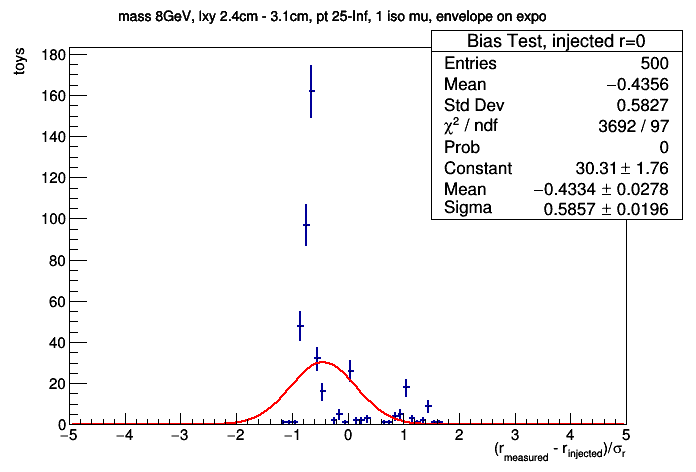 mass 8GeV, lxy 2.4cm - 3.1cm, pt 25-Inf, 1 iso mu, envelope on expo
Bias Test, injected r=0
Entries 500
Mean −0.4356
Std Dev 0.5827
χ² / ndf 3692 / 97
Prob 0
Constant 30.31 ± 1.76
Mean −0.4334 ± 0.0278
Sigma 0.5857 ± 0.0196
toys
180
160
140
120
100
80
60
40
20
0
−5 −4 −3 −2 −1 0 1 2 3 4 5
(r_measured - r_injected)/σ_r